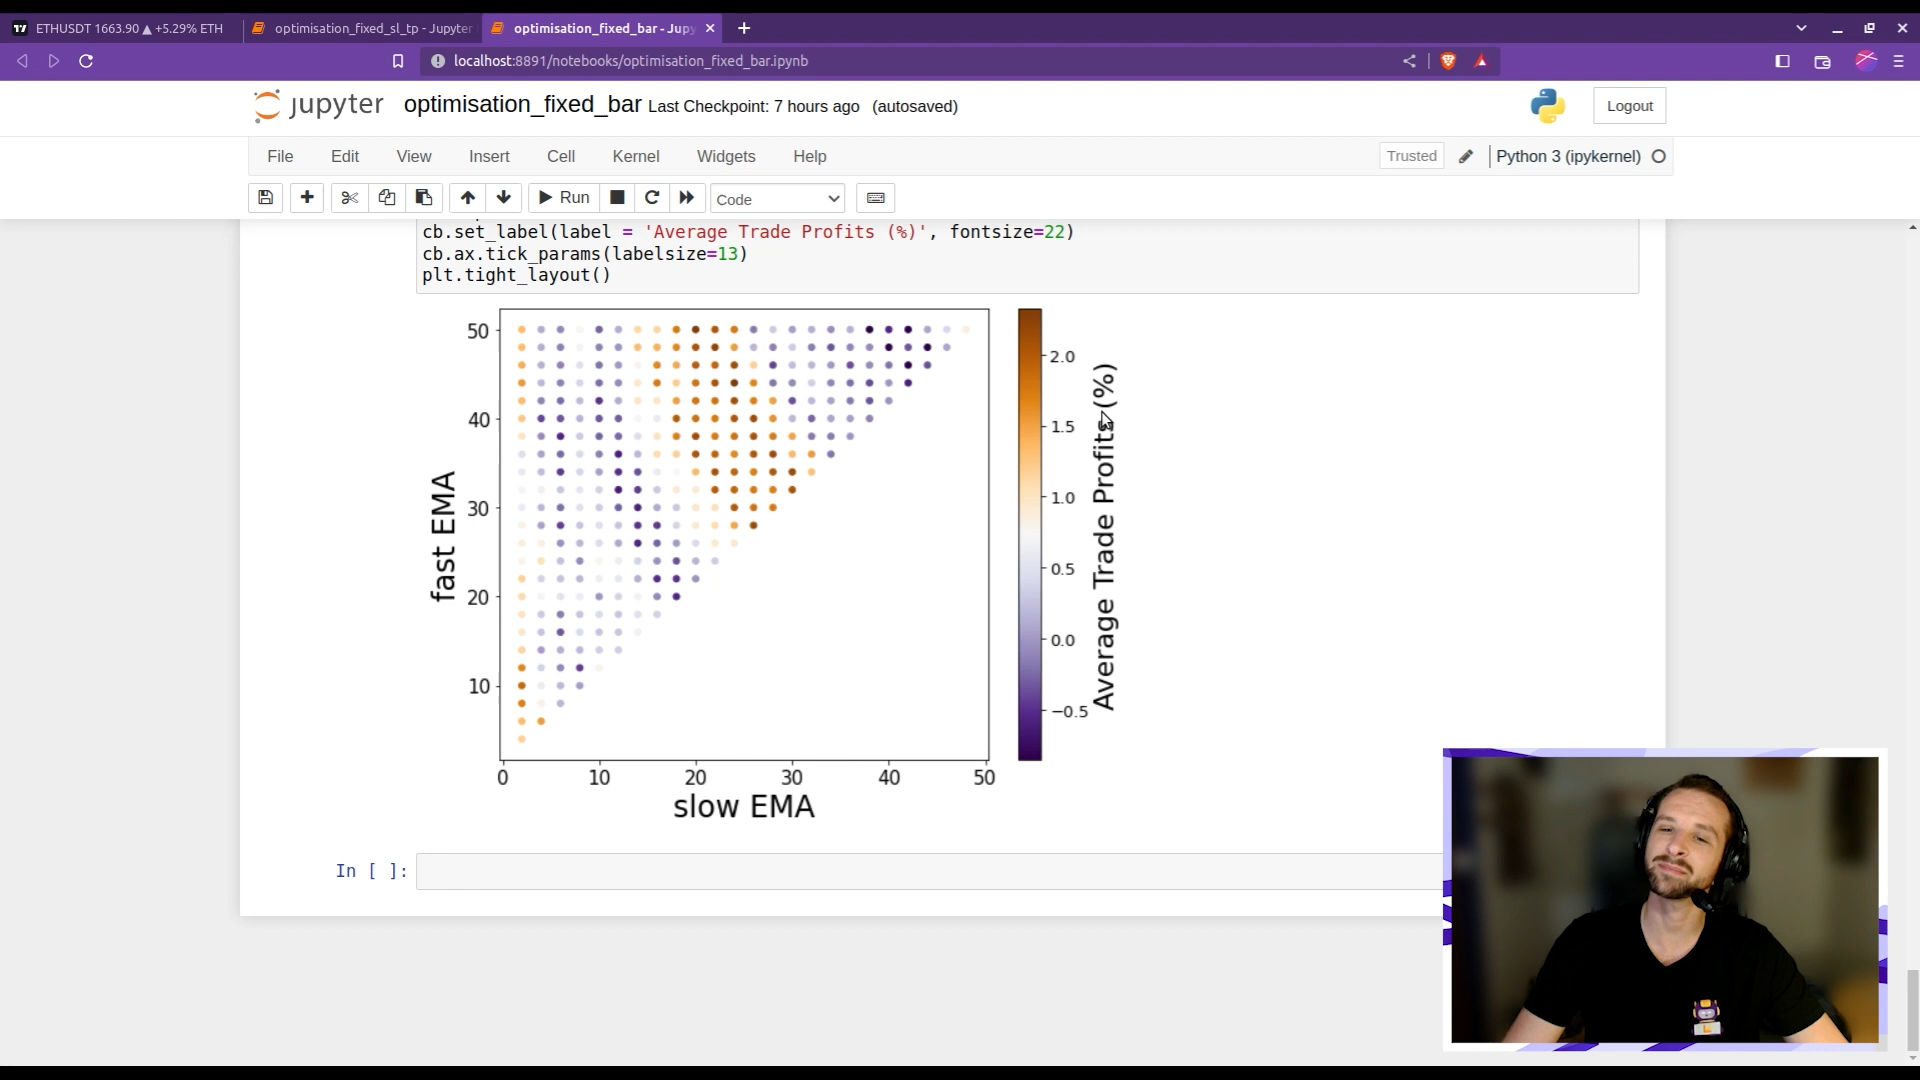 ETHUSDT 1663.90 ▲ +5.29% ETH
optimisation_fixed_sl_tp - Jupyter
optimisation_fixed_bar - Jupy
localhost:8891/notebooks/optimisation_fixed_bar.ipynb
jupyter optimisation_fixed_bar Last Checkpoint: 7 hours ago (autosaved)
Logout
File Edit View Insert Cell Kernel Widgets Help
Trusted
Python 3 (ipykernel)
Run
Code
cb.set_label(label = 'Average Trade Profits (%)', fontsize=22)
cb.ax.tick_params(labelsize=13)
plt.tight_layout()
50
40
30
20
10
fast EMA
0 10 20 30 40 50
slow EMA
2.0
1.5
1.0
0.5
0.0
−0.5
Average Trade Profits (%)
In [ ]: